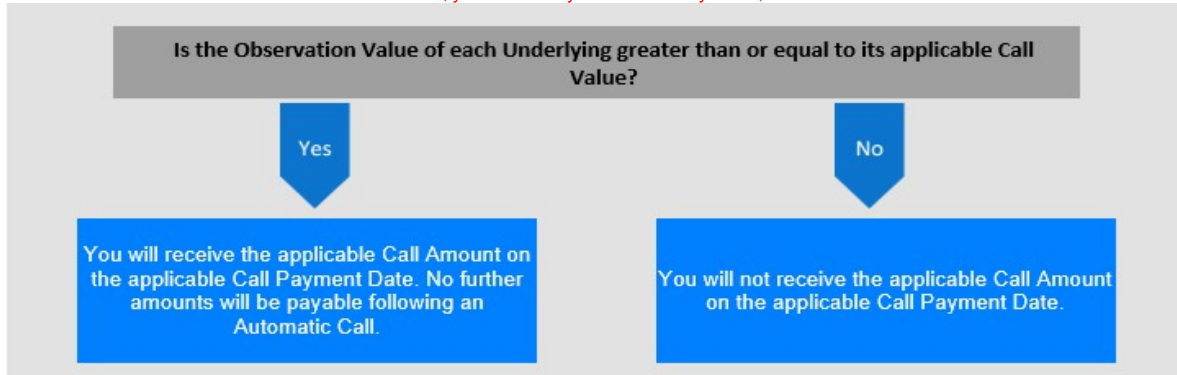 Is the Observation Value of each Underlying greater than or equal to its applicable Call
Value?
Yes
No
You will receive the applicable Call Amount on
the applicable Call Payment Date. No further
amounts will be payable following an
Automatic Call.
You will not receive the applicable Call Amount
on the applicable Call Payment Date.